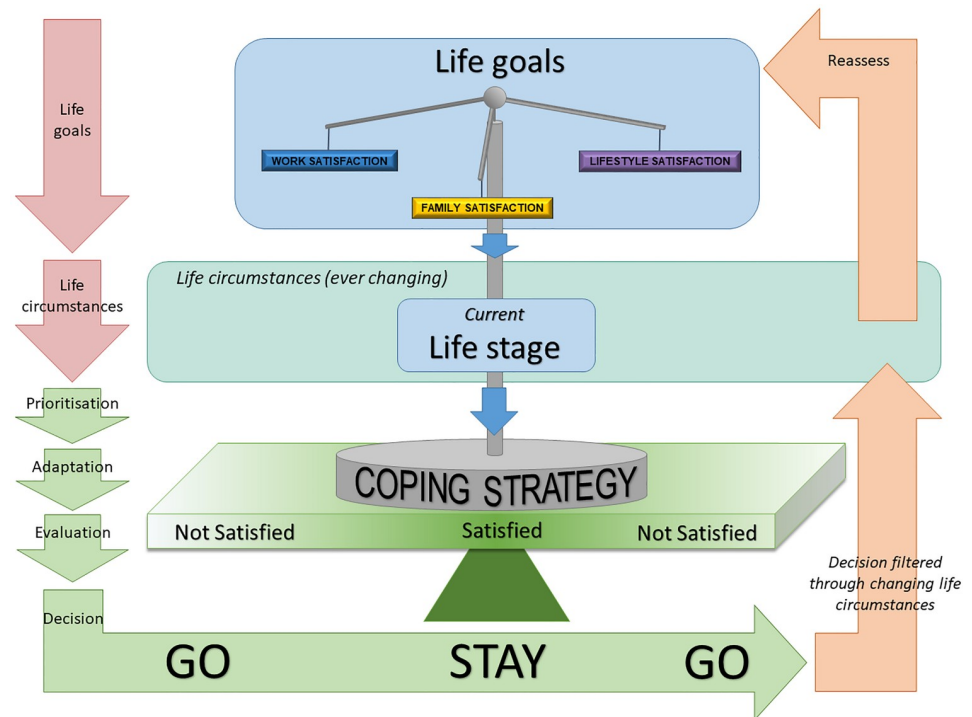 Life goals
WORK SATISFACTION
LIFESTYLE SATISFACTION
FAMILY SATISFACTION
Reassess
Life
goals
Life circumstances (ever changing)
Life
circumstances
Current
Life stage
Prioritisation
Adaptation
Evaluation
Decision
COPING STRATEGY
Not Satisfied
Satisfied
Not Satisfied
GO
STAY
GO
Decision filtered
through changing life
circumstances